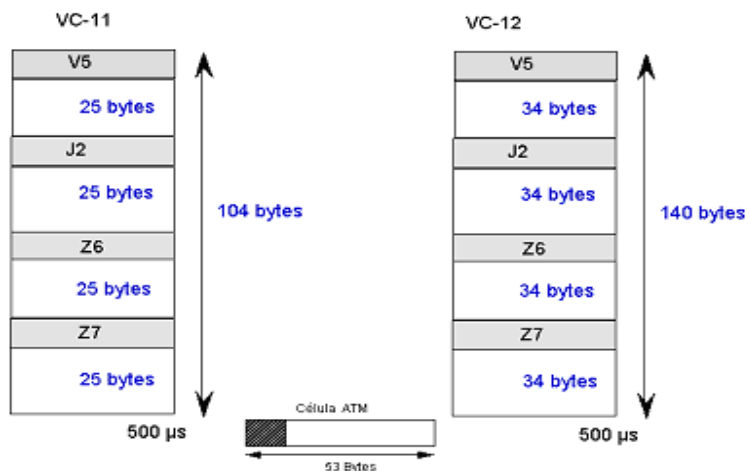 VC-11
V5
25 bytes
J2
25 bytes
Z6
25 bytes
Z7
25 bytes
104 bytes
500 µs
Célula ATM
53 Bytes
VC-12
V5
34 bytes
J2
34 bytes
Z6
34 bytes
Z7
34 bytes
140 bytes
500 µs